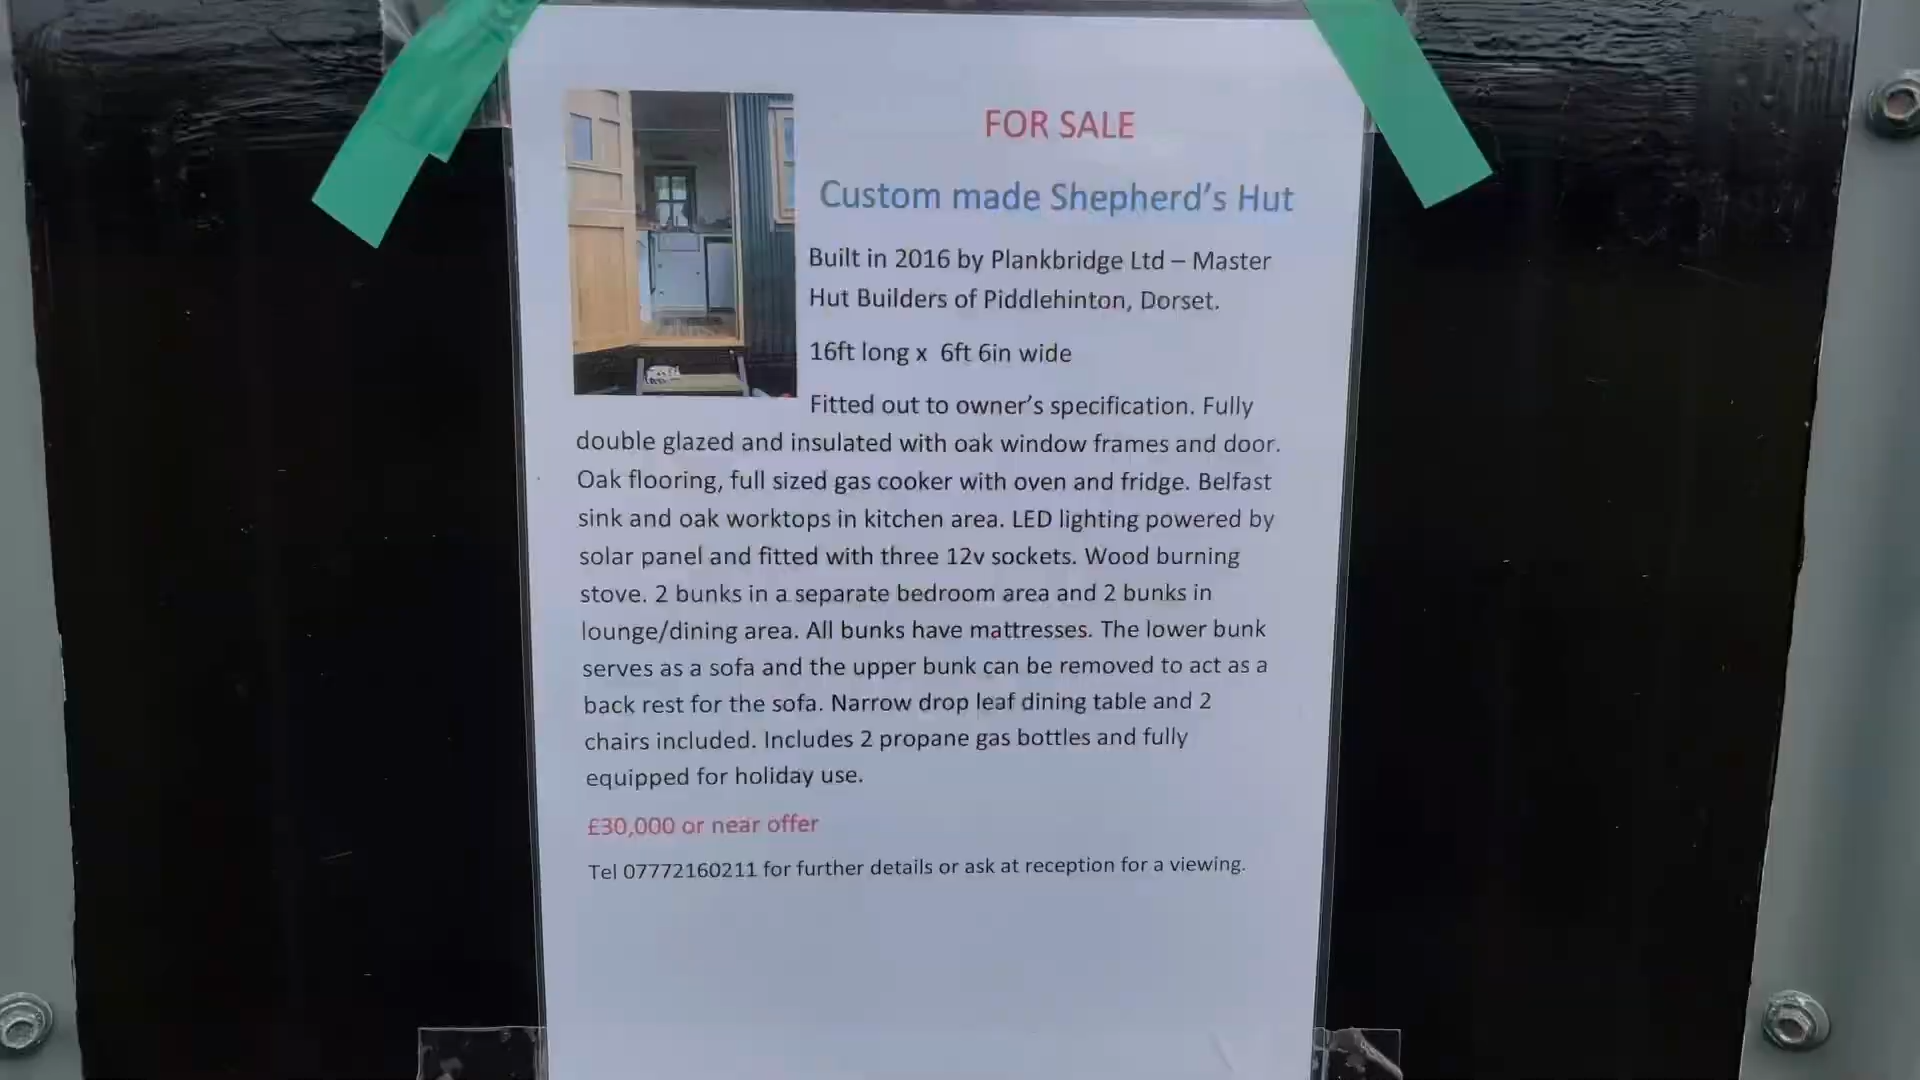 FOR SALE
Custom made Shepherd's Hut
Built in 2016 by Plankbridge Ltd – Master
Hut Builders of Piddlehinton, Dorset.
16ft long x 6ft 6in wide
Fitted out to owner's specification. Fully
double glazed and insulated with oak window frames and door.
Oak flooring, full sized gas cooker with oven and fridge. Belfast
sink and oak worktops in kitchen area. LED lighting powered by
solar panel and fitted with three 12v sockets. Wood burning
stove. 2 bunks in a separate bedroom area and 2 bunks in
lounge/dining area. All bunks have mattresses. The lower bunk
serves as a sofa and the upper bunk can be removed to act as a
back rest for the sofa. Narrow drop leaf dining table and 2
chairs included. Includes 2 propane gas bottles and fully
equipped for holiday use.
£30,000 or near offer
Tel 07772160211 for further details or ask at reception for a viewing.